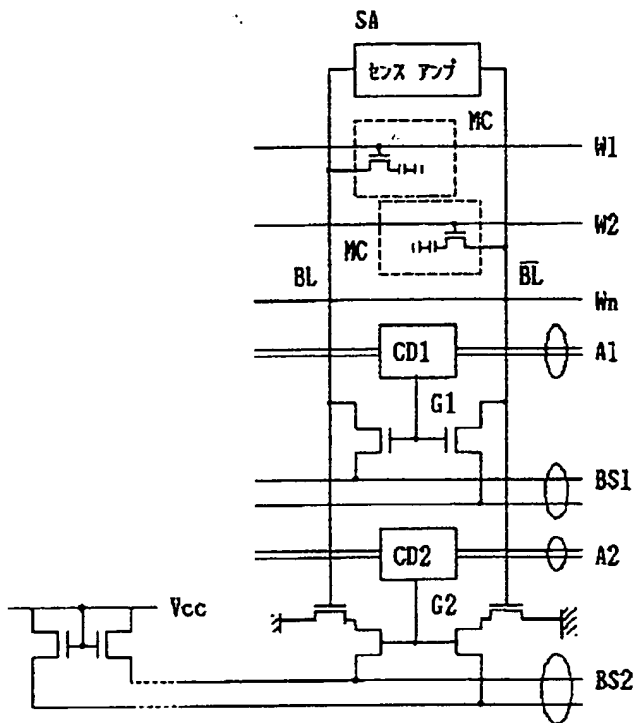 SA
センス アンプ
MC
W1
W2
MC
BL
B̅L̅
Wn
CD1
A1
G1
BS1
CD2
A2
G2
Vcc
BS2